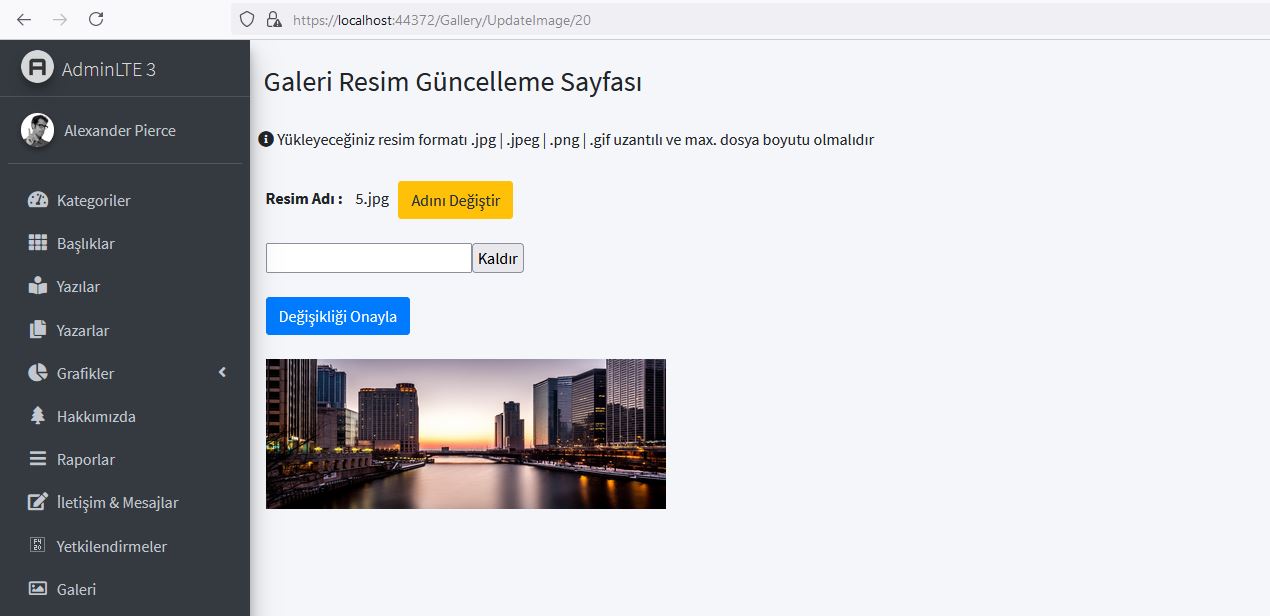 https://localhost:44372/Gallery/UpdateImage/20
AdminLTE 3
Alexander Pierce
Kategoriler
Başlıklar
Yazılar
Yazarlar
Grafikler
Hakkımızda
Raporlar
İletişim & Mesajlar
Yetkilendirmeler
Galeri
Galeri Resim Güncelleme Sayfası
Yükleyeceğiniz resim formatı .jpg | .jpeg | .png | .gif uzantılı ve max. dosya boyutu olmalıdır
Resim Adı : 5.jpg Adını Değiştir
Kaldır
Değişikliği Onayla